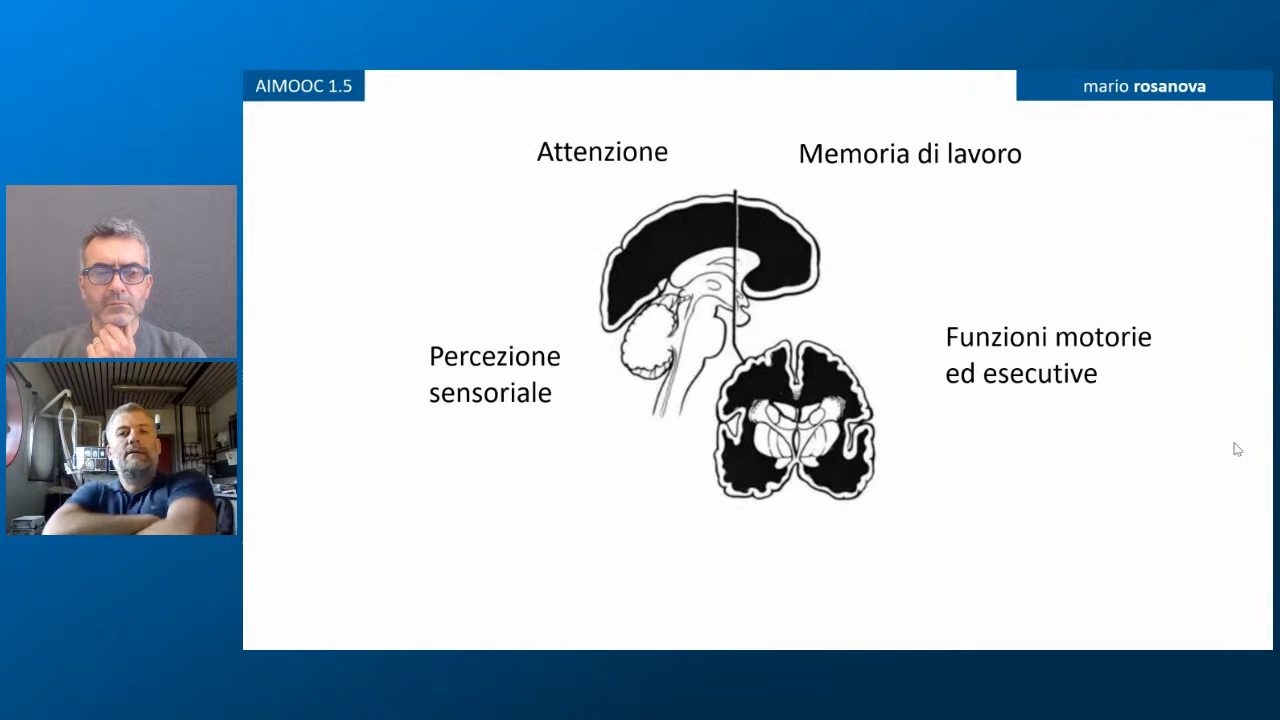 AIMOOC 1.5
mario rosanova
Attenzione
Memoria di lavoro
Percezione
sensoriale
Funzioni motorie
ed esecutive